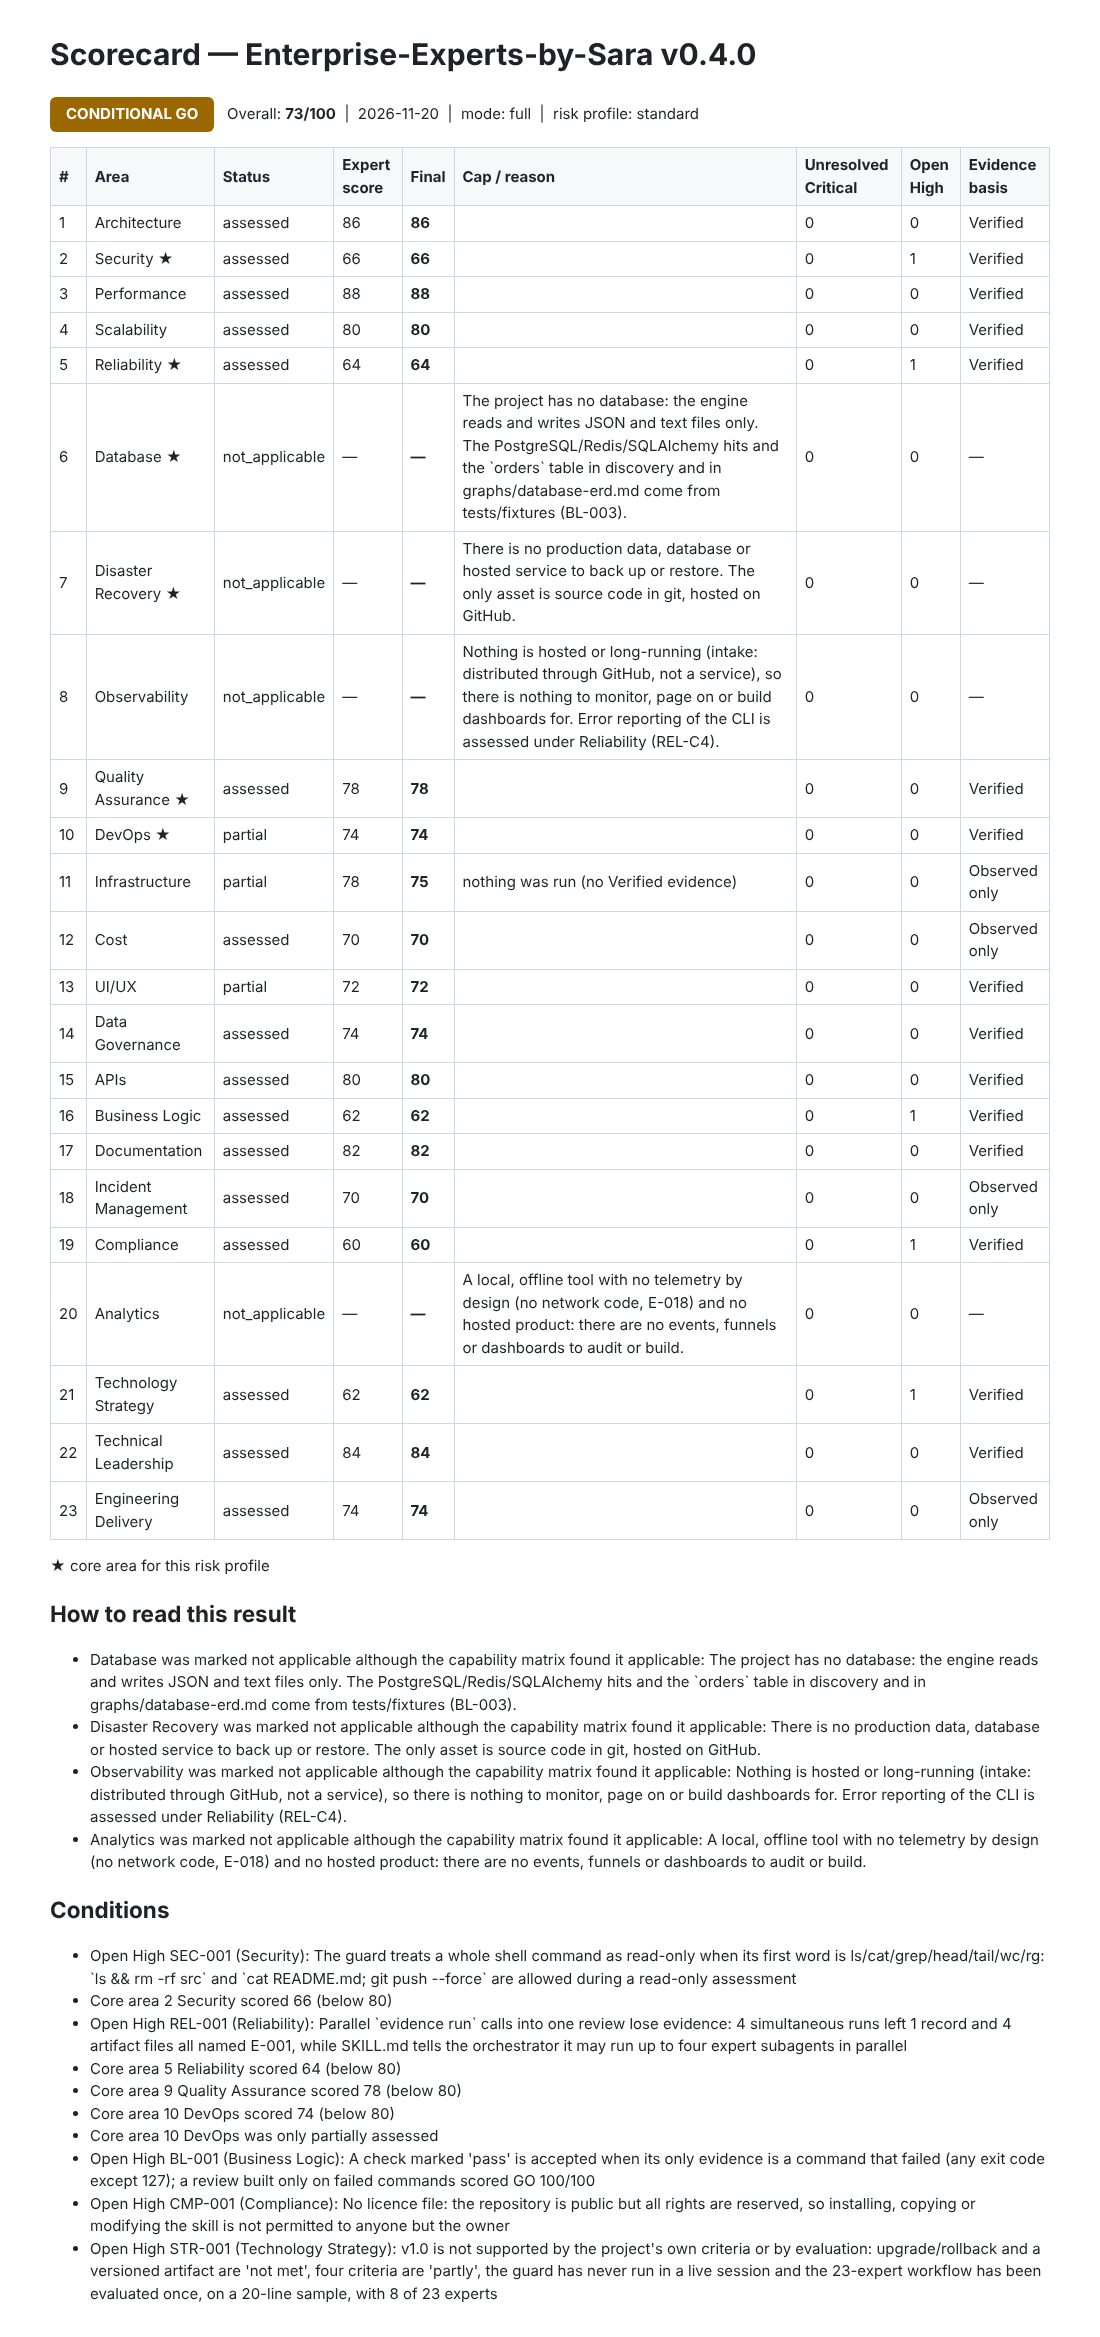 Scorecard — Enterprise-Experts-by-Sara v0.4.0
CONDITIONAL GO Overall: 73/100 | 2026-11-20 | mode: full | risk profile: standard
# Area Status Expert score Final Cap / reason Unresolved Critical Open High Evidence basis
1 Architecture assessed 86 86 0 0 Verified
2 Security ★ assessed 66 66 0 1 Verified
3 Performance assessed 88 88 0 0 Verified
4 Scalability assessed 80 80 0 0 Verified
5 Reliability ★ assessed 64 64 0 1 Verified
6 Database ★ not_applicable — — The project has no database: the engine
reads and writes JSON and text files only.
The PostgreSQL/Redis/SQLAlchemy hits and
the `orders` table in discovery and in
graphs/database-erd.md come from
tests/fixtures (BL-003). 0 0 —
7 Disaster Recovery ★ not_applicable — — There is no production data, database or
hosted service to back up or restore. The
only asset is source code in git, hosted on
GitHub. 0 0 —
8 Observability not_applicable — — Nothing is hosted or long-running (intake:
distributed through GitHub, not a service), so
there is nothing to monitor, page on or build
dashboards for. Error reporting of the CLI is
assessed under Reliability (REL-C4). 0 0 —
9 Quality Assurance ★ assessed 78 78 0 0 Verified
10 DevOps ★ partial 74 74 0 0 Verified
11 Infrastructure partial 78 75 nothing was run (no Verified evidence) 0 0 Observed only
12 Cost assessed 70 70 0 0 Observed only
13 UI/UX partial 72 72 0 0 Verified
14 Data Governance assessed 74 74 0 0 Verified
15 APIs assessed 80 80 0 0 Verified
16 Business Logic assessed 62 62 0 1 Verified
17 Documentation assessed 82 82 0 0 Verified
18 Incident Management assessed 70 70 0 0 Observed only
19 Compliance assessed 60 60 0 1 Verified
20 Analytics not_applicable — — A local, offline tool with no telemetry by
design (no network code, E-018) and no
hosted product: there are no events, funnels
or dashboards to audit or build. 0 0 —
21 Technology Strategy assessed 62 62 0 1 Verified
22 Technical Leadership assessed 84 84 0 0 Verified
23 Engineering Delivery assessed 74 74 0 0 Observed only
★ core area for this risk profile
How to read this result
• Database was marked not applicable although the capability matrix found it applicable: The project has no database: the engine reads
and writes JSON and text files only. The PostgreSQL/Redis/SQLAlchemy hits and the `orders` table in discovery and in
graphs/database-erd.md come from tests/fixtures (BL-003).
• Disaster Recovery was marked not applicable although the capability matrix found it applicable: There is no production data, database
or hosted service to back up or restore. The only asset is source code in git, hosted on GitHub.
• Observability was marked not applicable although the capability matrix found it applicable: Nothing is hosted or long-running (intake:
distributed through GitHub, not a service), so there is nothing to monitor, page on or build dashboards for. Error reporting of the CLI is
assessed under Reliability (REL-C4).
• Analytics was marked not applicable although the capability matrix found it applicable: A local, offline tool with no telemetry by design
(no network code, E-018) and no hosted product: there are no events, funnels or dashboards to audit or build.
Conditions
• Open High SEC-001 (Security): The guard treats a whole shell command as read-only when its first word is ls/cat/grep/head/tail/wc/rg:
`ls && rm -rf src` and `cat README.md; git push --force` are allowed during a read-only assessment
• Core area 2 Security scored 66 (below 80)
• Open High REL-001 (Reliability): Parallel `evidence run` calls into one review lose evidence: 4 simultaneous runs left 1 record and 4
artifact files all named E-001, while SKILL.md tells the orchestrator it may run up to four expert subagents in parallel
• Core area 5 Reliability scored 64 (below 80)
• Core area 9 Quality Assurance scored 78 (below 80)
• Core area 10 DevOps scored 74 (below 80)
• Core area 10 DevOps was only partially assessed
• Open High BL-001 (Business Logic): A check marked 'pass' is accepted when its only evidence is a command that failed (any exit code
except 127); a review built only on failed commands scored GO 100/100
• Open High CMP-001 (Compliance): No licence file: the repository is public but all rights are reserved, so installing, copying or
modifying the skill is not permitted to anyone but the owner
• Open High STR-001 (Technology Strategy): v1.0 is not supported by the project's own criteria or by evaluation: upgrade/rollback and a
versioned artifact are 'not met', four criteria are 'partly', the guard has never run in a live session and the 23-expert workflow has been
evaluated once, on a 20-line sample, with 8 of 23 experts